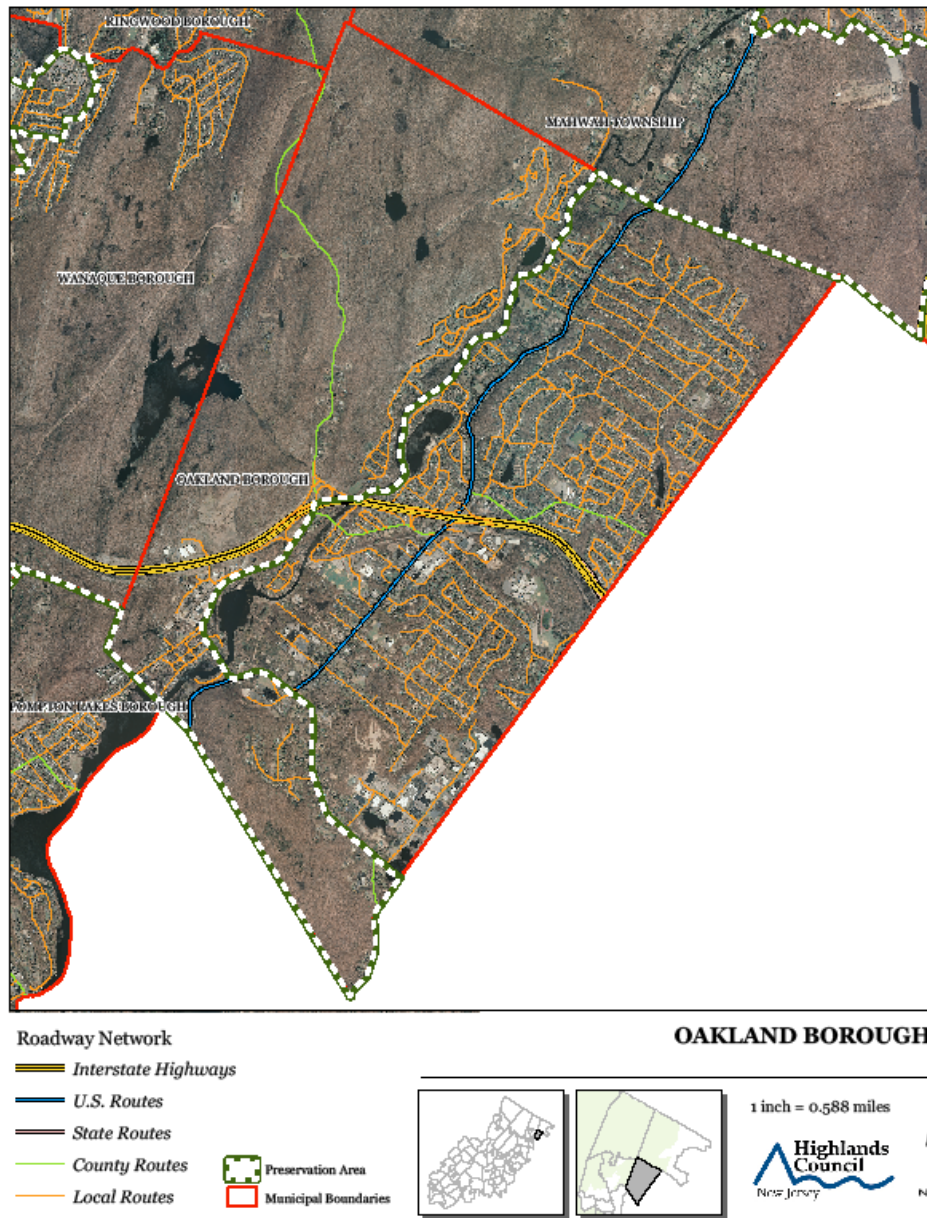 RINGWOOD BOROUGH
MAHWAH TOWNSHIP
WANAQUE BOROUGH
OAKLAND BOROUGH
POMPTON LAKES BOROUGH
Roadway Network
Interstate Highways
U.S. Routes
State Routes
County Routes
Local Routes
Preservation Area
Municipal Boundaries
OAKLAND BOROUGH
1 inch = 0.588 miles
Highlands
Council
New Jersey
N